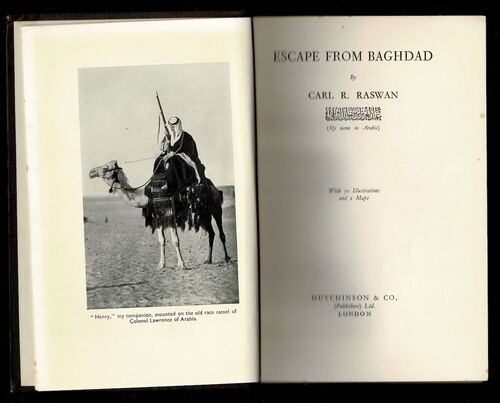 "Henry," my companion, mounted on the old race camel of
Colonel Lawrence of Arabia.
ESCAPE FROM BAGHDAD
By
CARL R. RASWAN
(My name in Arabic)
With 70 Illustrations
and 2 Maps
HUTCHINSON & CO.
(Publishers) Ltd.
LONDON